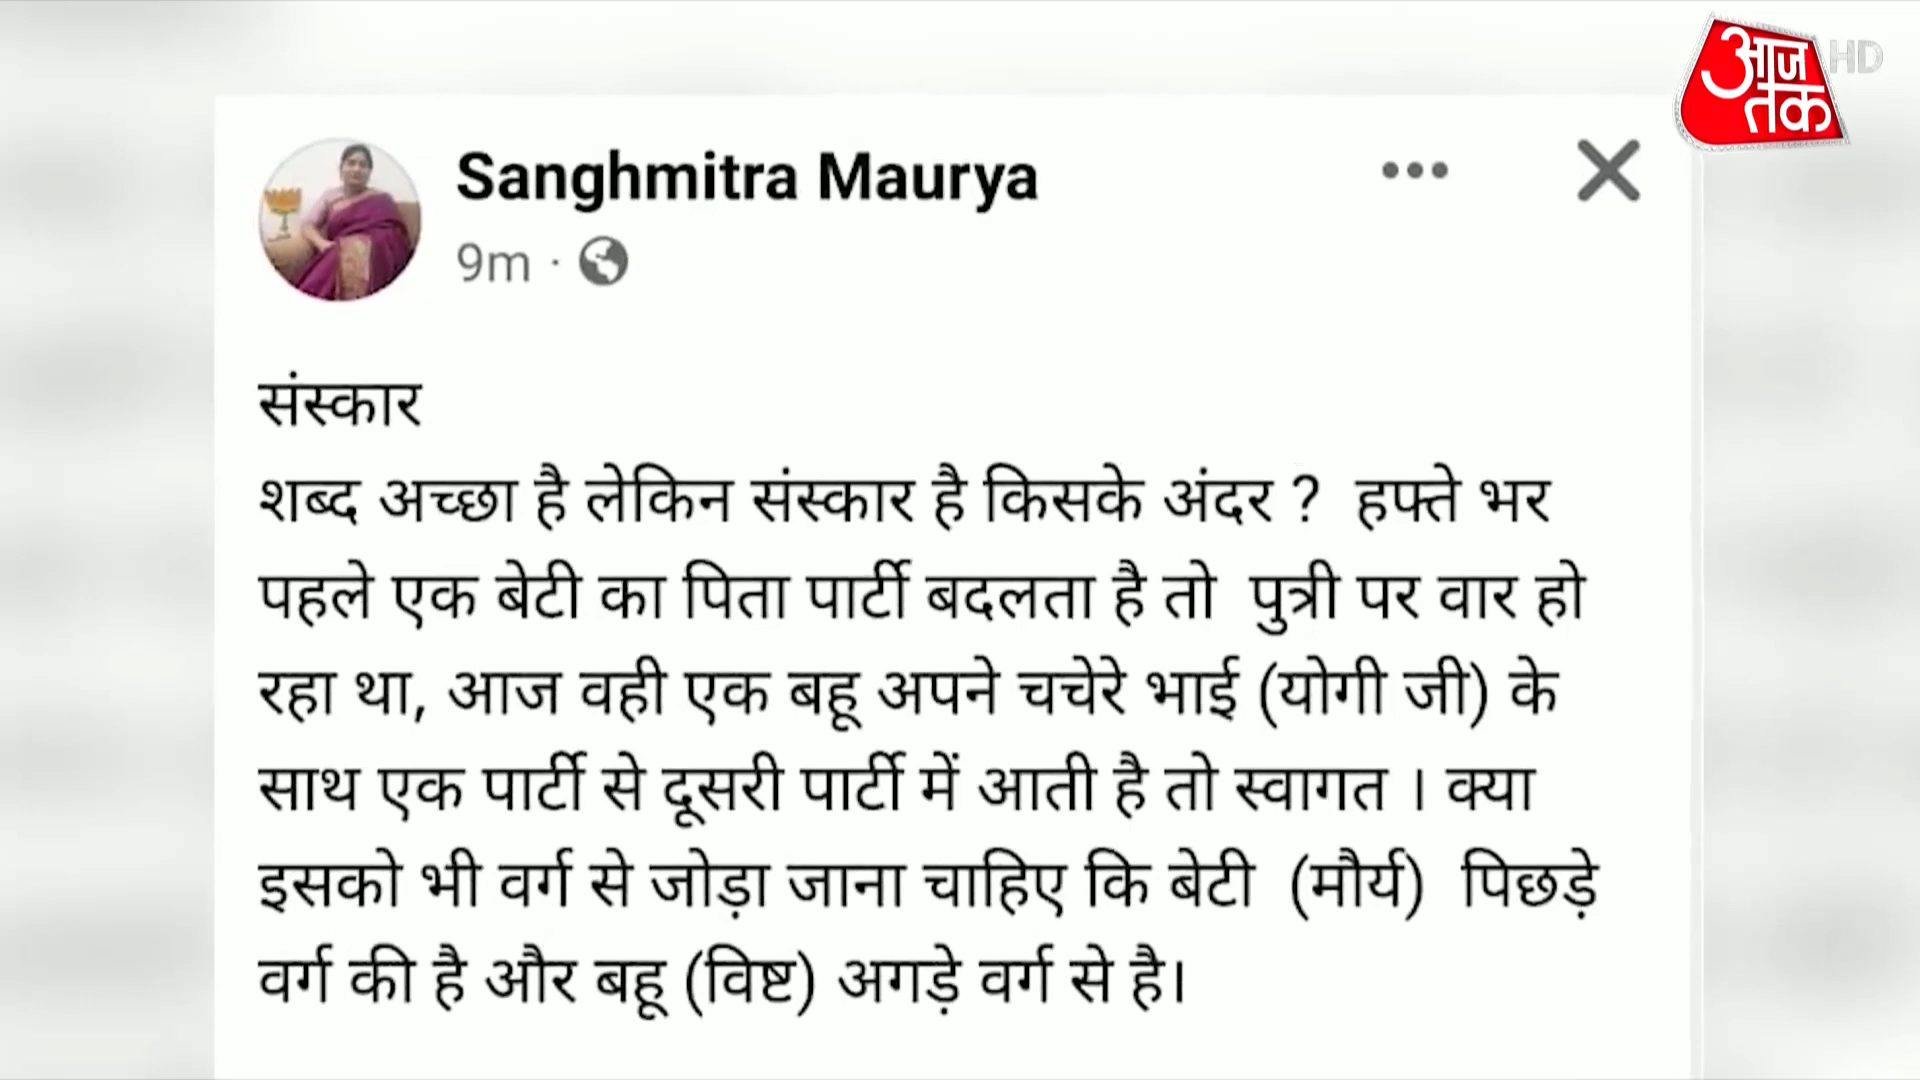 आज तक HD
Sanghmitra Maurya
9m ·
संस्कार
शब्द अच्छा है लेकिन संस्कार है किसके अंदर ? हफ्ते भर
पहले एक बेटी का पिता पार्टी बदलता है तो पुत्री पर वार हो
रहा था, आज वही एक बहू अपने चचेरे भाई (योगी जी) के
साथ एक पार्टी से दूसरी पार्टी में आती है तो स्वागत । क्या
इसको भी वर्ग से जोड़ा जाना चाहिए कि बेटी (मौर्य) पिछड़े
वर्ग की है और बहू (विष्ट) अगड़े वर्ग से है।